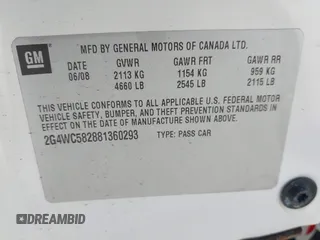 GM
MFD BY GENERAL MOTORS OF CANADA LTD.
DATE GVWR GAWR FRT GAWR RR
06/08 2113 KG 1154 KG 959 KG
4660 LB 2545 LB 2115 LB
THIS VEHICLE CONFORMS TO ALL APPLICABLE U.S. FEDERAL MOTOR
VEHICLE SAFETY, BUMPER, AND THEFT PREVENTION STANDARDS
IN EFFECT ON THE DATE OF MANUFACTURE SHOWN ABOVE.
2G4WC582881360293 TYPE: PASS CAR
BIDHISTORY